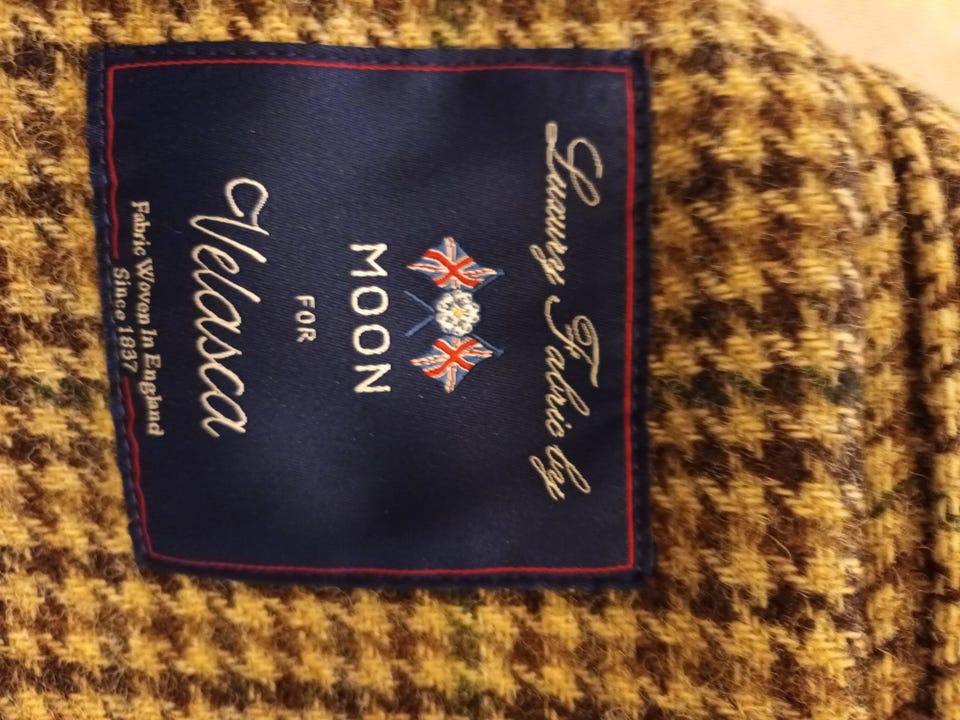 Luxury Fabric by
MOON
FOR
Velasca
Fabric Woven In England
Since 1837